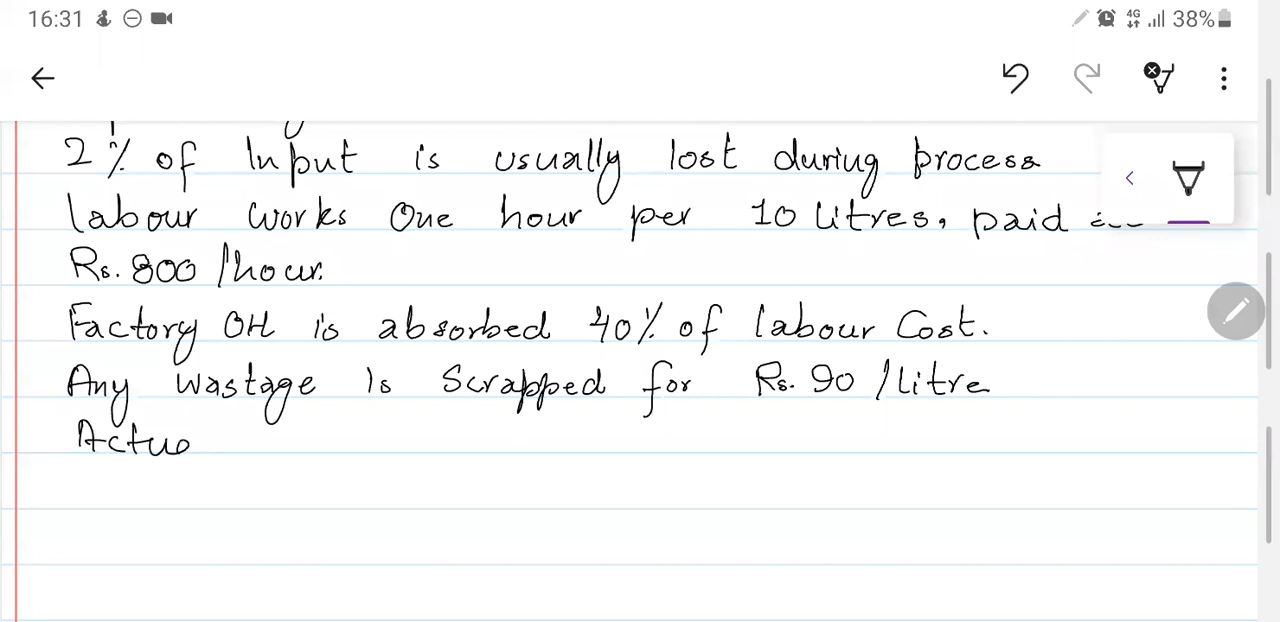 16:31 4G 38%
2% of Input is usually lost during process
labour works One hour per 10 litres, paid
Rs. 800 /hour.
Factory OH is absorbed 40% of labour Cost.
Any wastage is Scrapped for Rs. 90 /litre
Actua